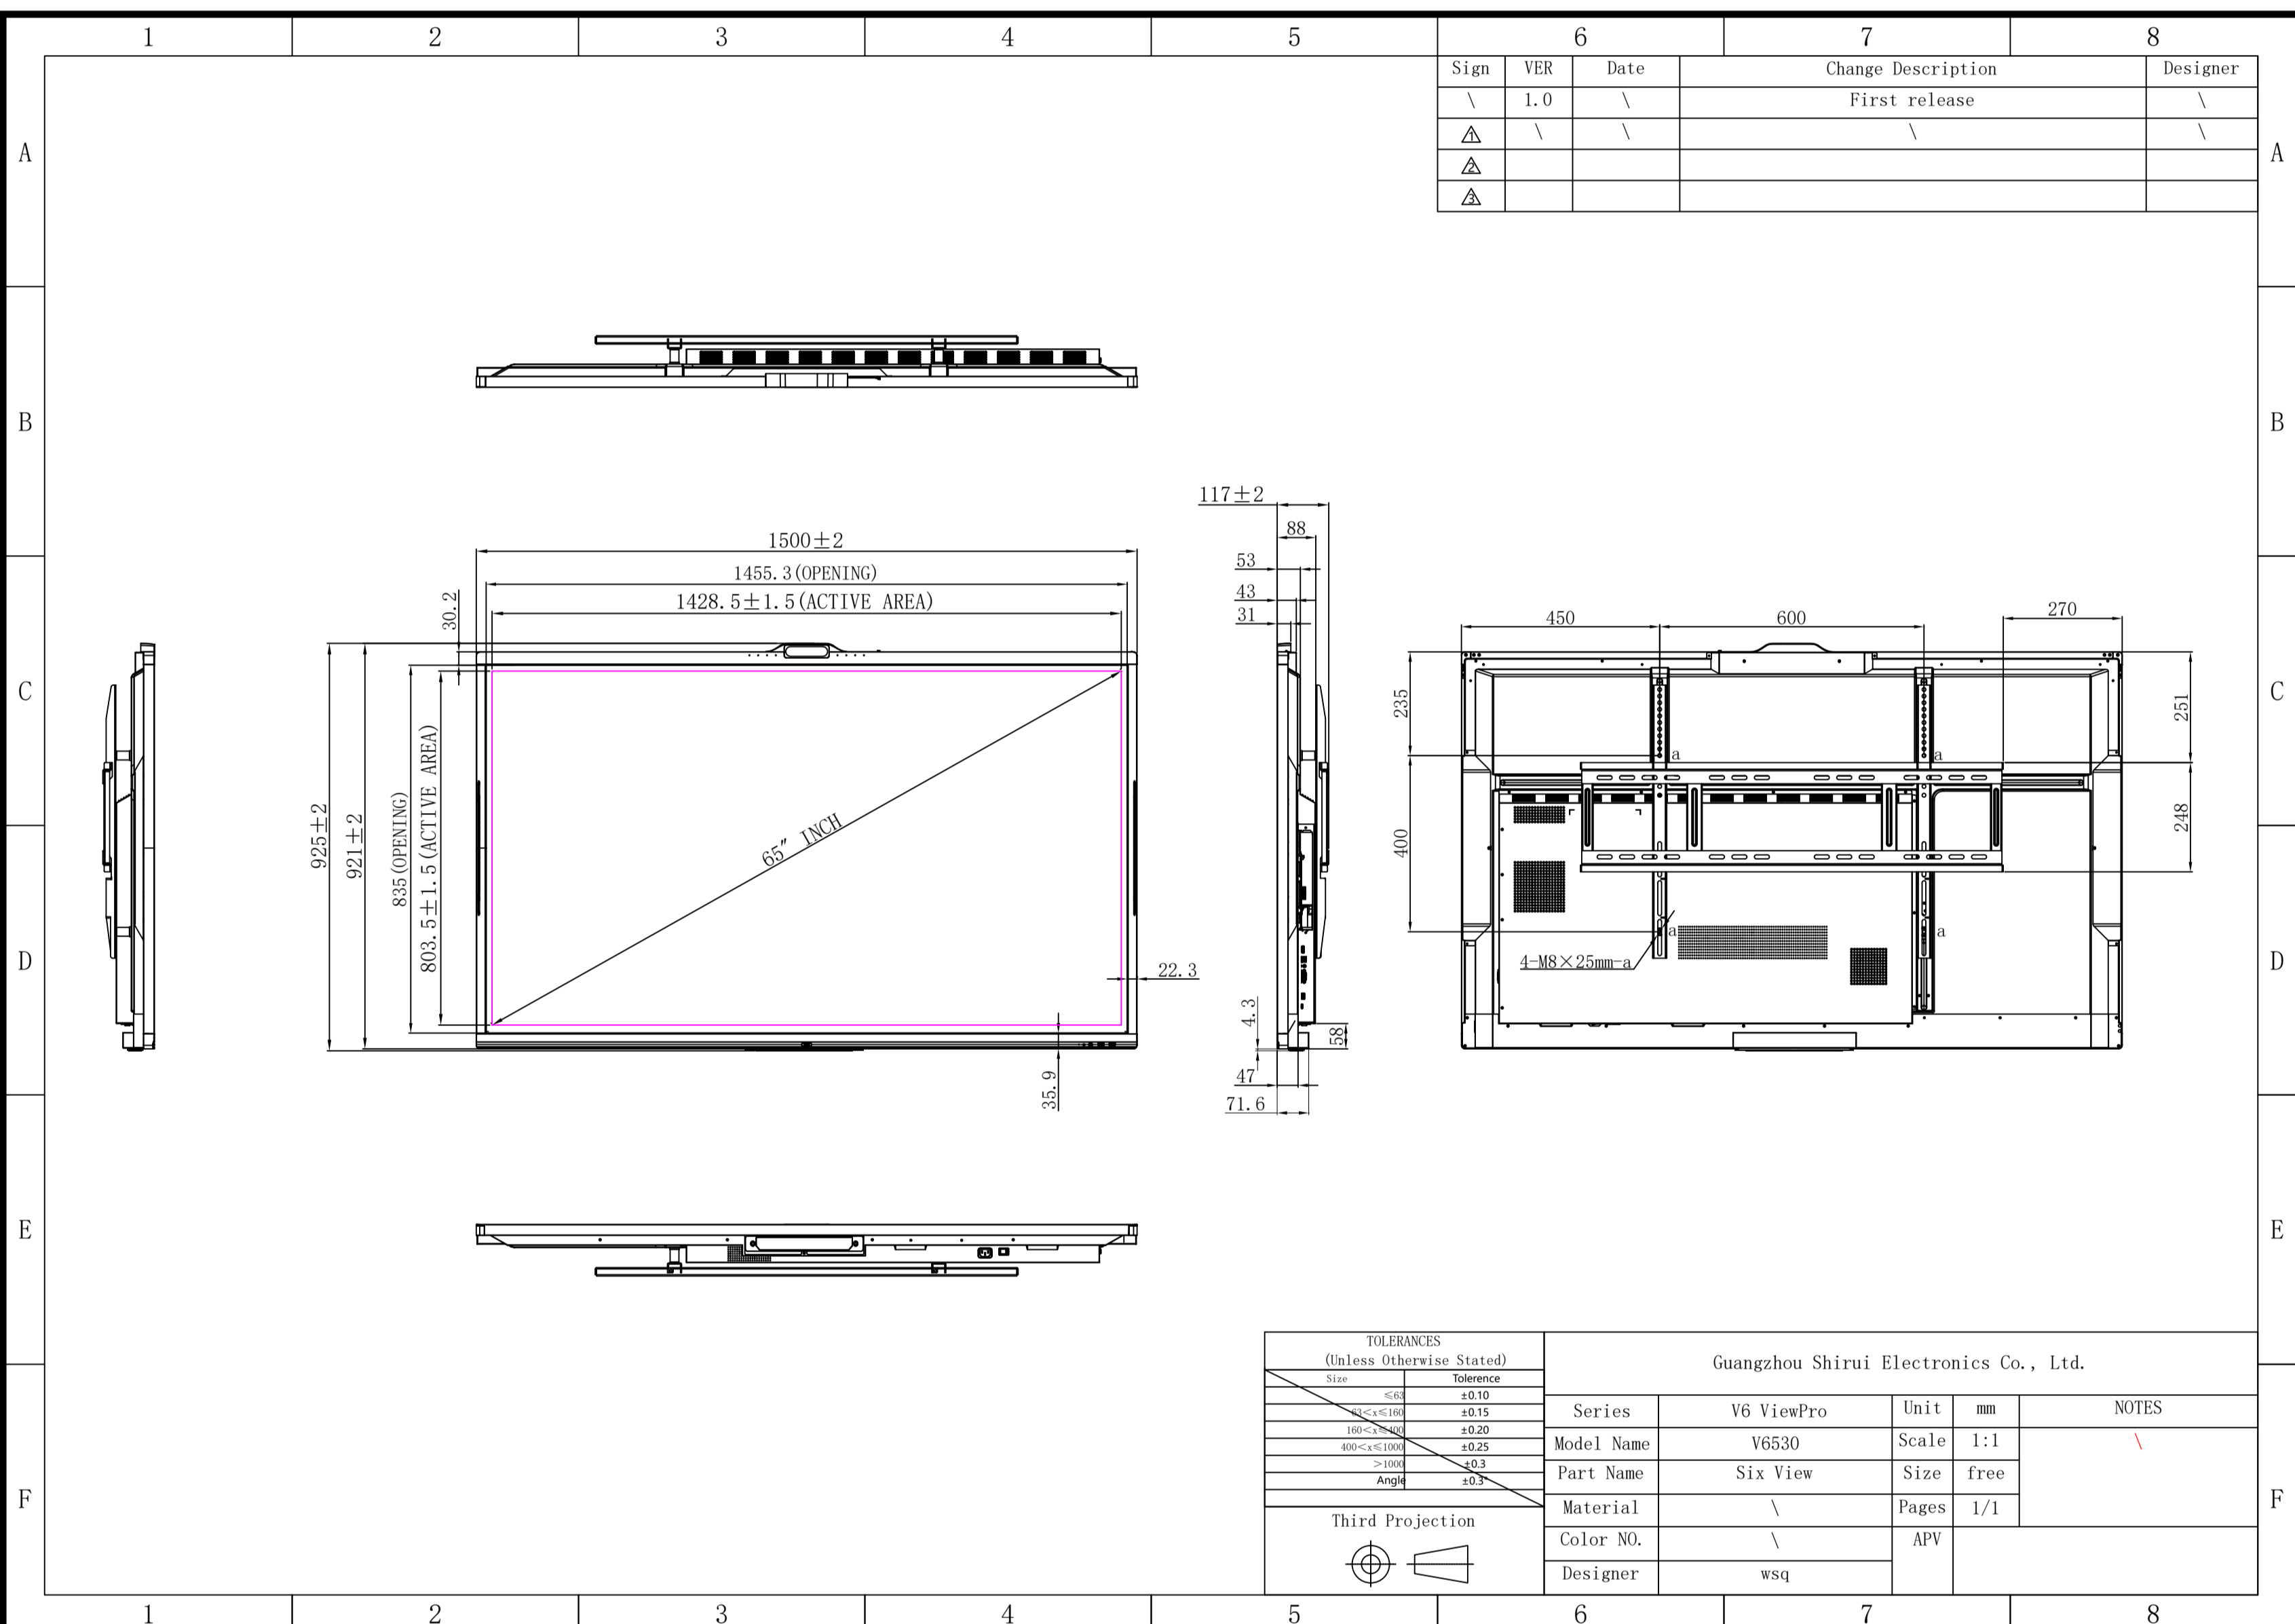 1 2 3 4 5 6 7 8
Sign VER Date Change Description Designer
\ 1.0 \ First release \
1 \ \ \ \
2
3
A A
B B
117±2
88
1500±2
53
1455.3(OPENING)
43
1428.5±1.5(ACTIVE AREA)
30.2
31
450 600 270
C C
235
251
a a
925±2
921±2
835(OPENING)
803.5±1.5(ACTIVE AREA)
65" INCH
400
248
a a
4-M8×25mm-a
D D
22.3
4.3
58
35.9
47
71.6
E E
TOLERANCES
(Unless Otherwise Stated)
Size Tolerence
≤63 ±0.10
63<x≤160 ±0.15
160<x≤400 ±0.20
400<x≤1000 ±0.25
>1000 ±0.3
Angle ±0.3°
Third Projection
Guangzhou Shirui Electronics Co., Ltd.
Series V6 ViewPro Unit mm NOTES
Model Name V6530 Scale 1:1 \
Part Name Six View Size free
Material \ Pages 1/1
Color NO. \ APV
Designer wsq
F F
1 2 3 4 5 6 7 8